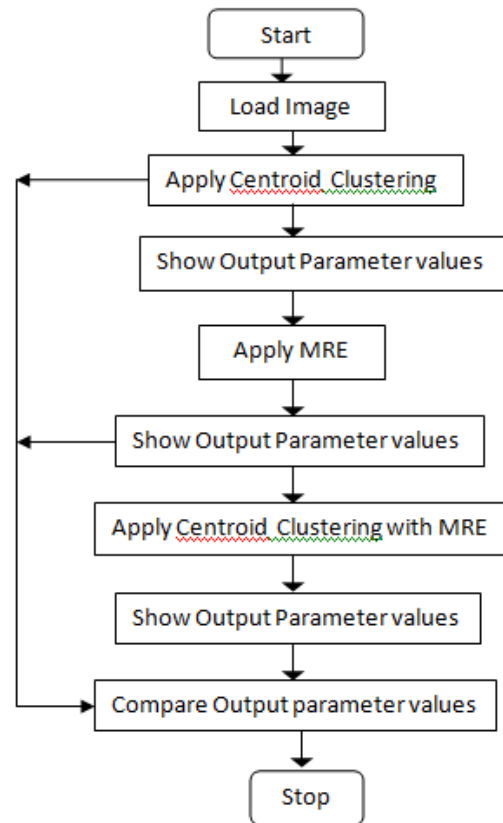 Start
Load Image
Apply Centroid Clustering
Show Output Parameter values
Apply MRE
Show Output Parameter values
Apply Centroid Clustering with MRE
Show Output Parameter values
Compare Output parameter values
Stop